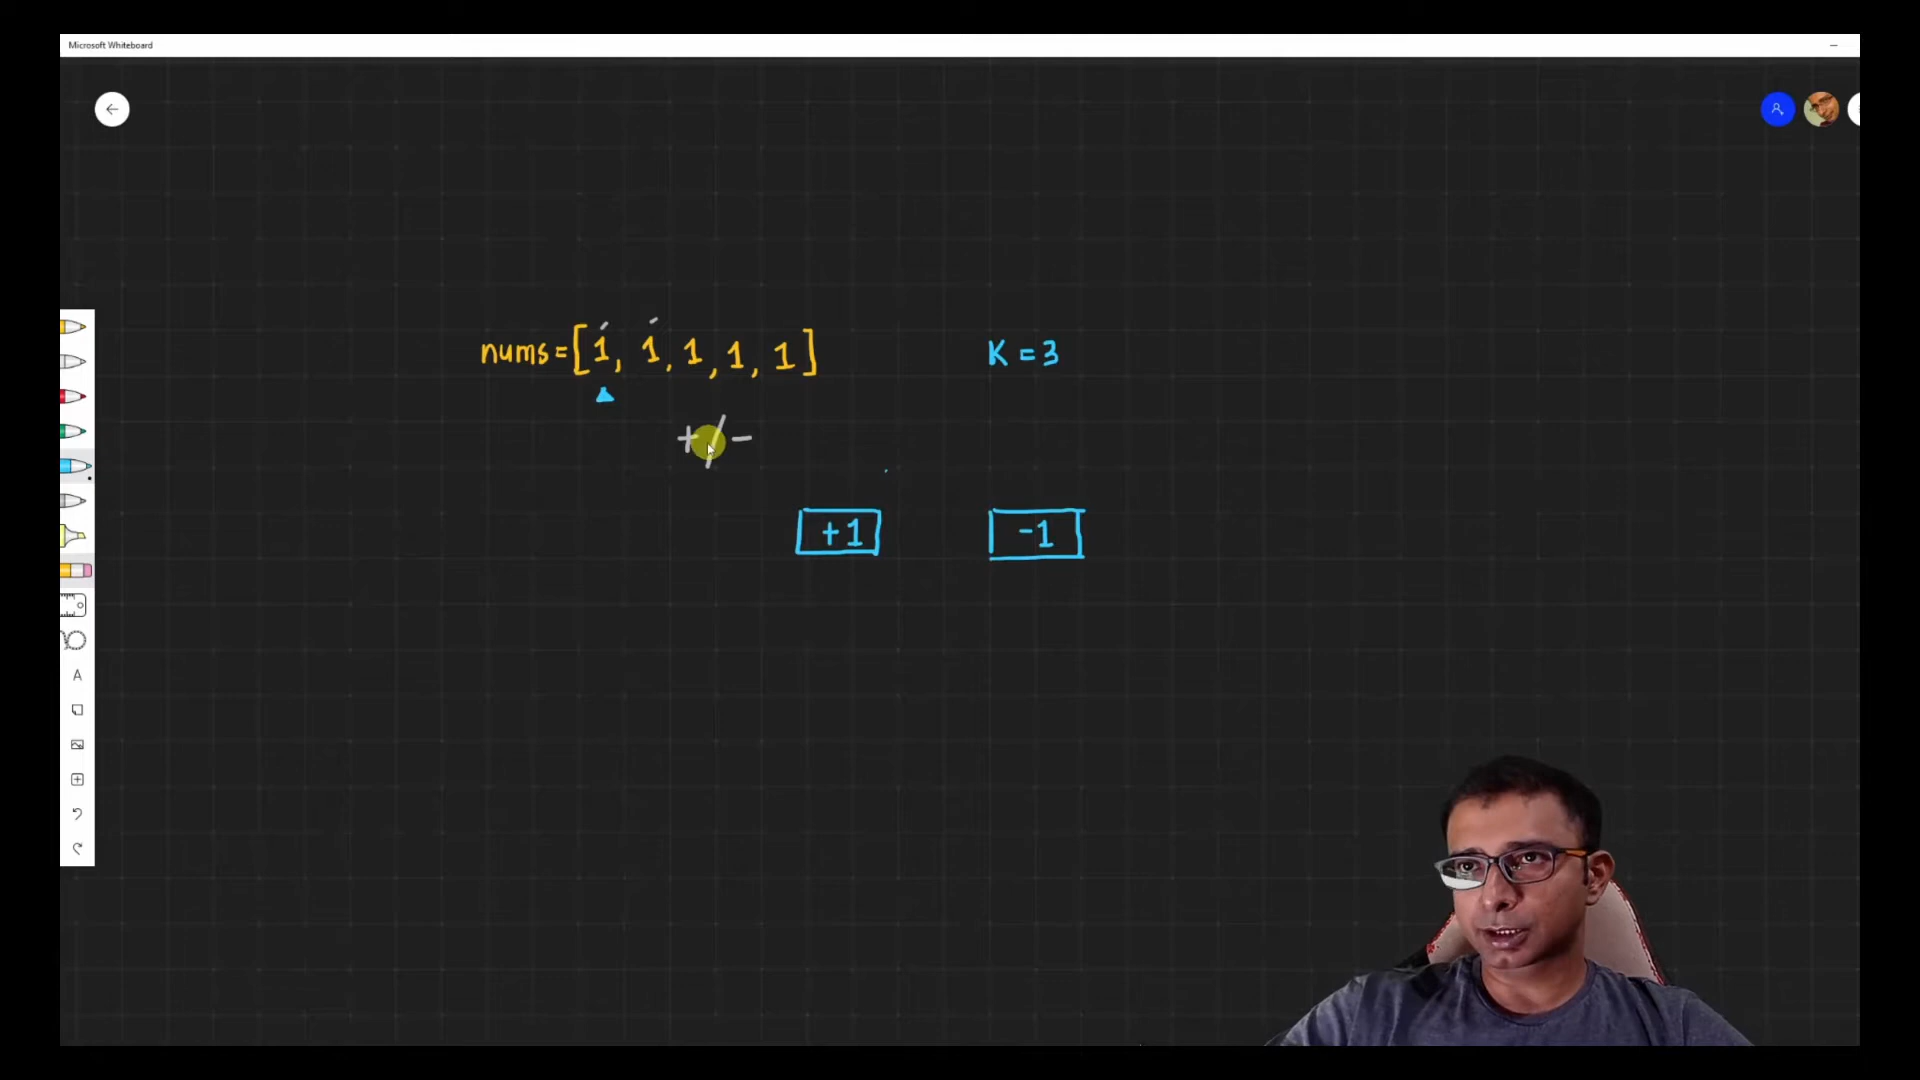 Microsoft Whiteboard
nums=[1, 1, 1, 1, 1] K = 3
+/-
+1 -1
A